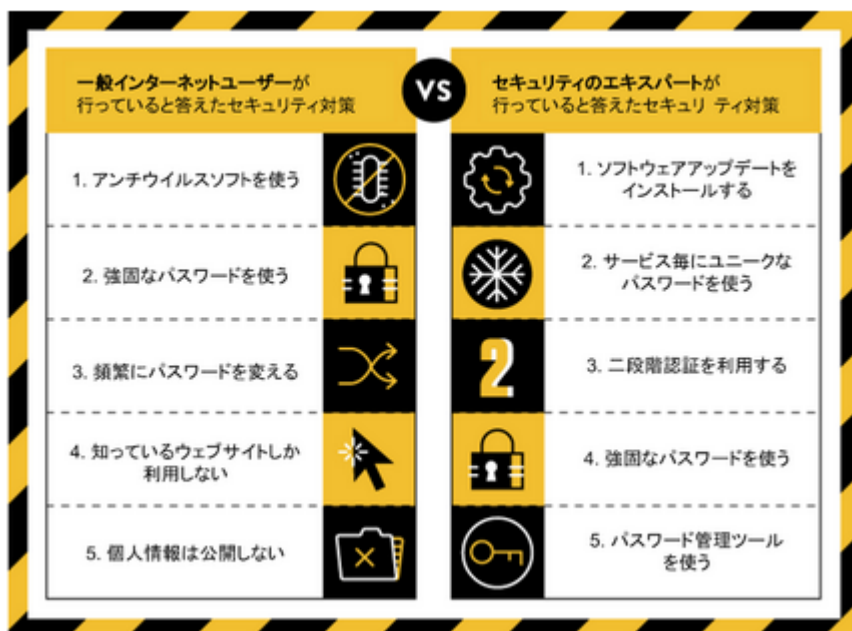 一般インターネットユーザーが
行っていると答えたセキュリティ対策
VS
セキュリティのエキスパートが
行っていると答えたセキュリ ティ対策
1. アンチウイルスソフトを使う
2. 強固なパスワードを使う
3. 頻繁にパスワードを変える
4. 知っているウェブサイトしか
利用しない
5. 個人情報は公開しない
1. ソフトウェアアップデートを
インストールする
2. サービス毎にユニークな
パスワードを使う
2
3. 二段階認証を利用する
4. 強固なパスワードを使う
5. パスワード管理ツール
を使う